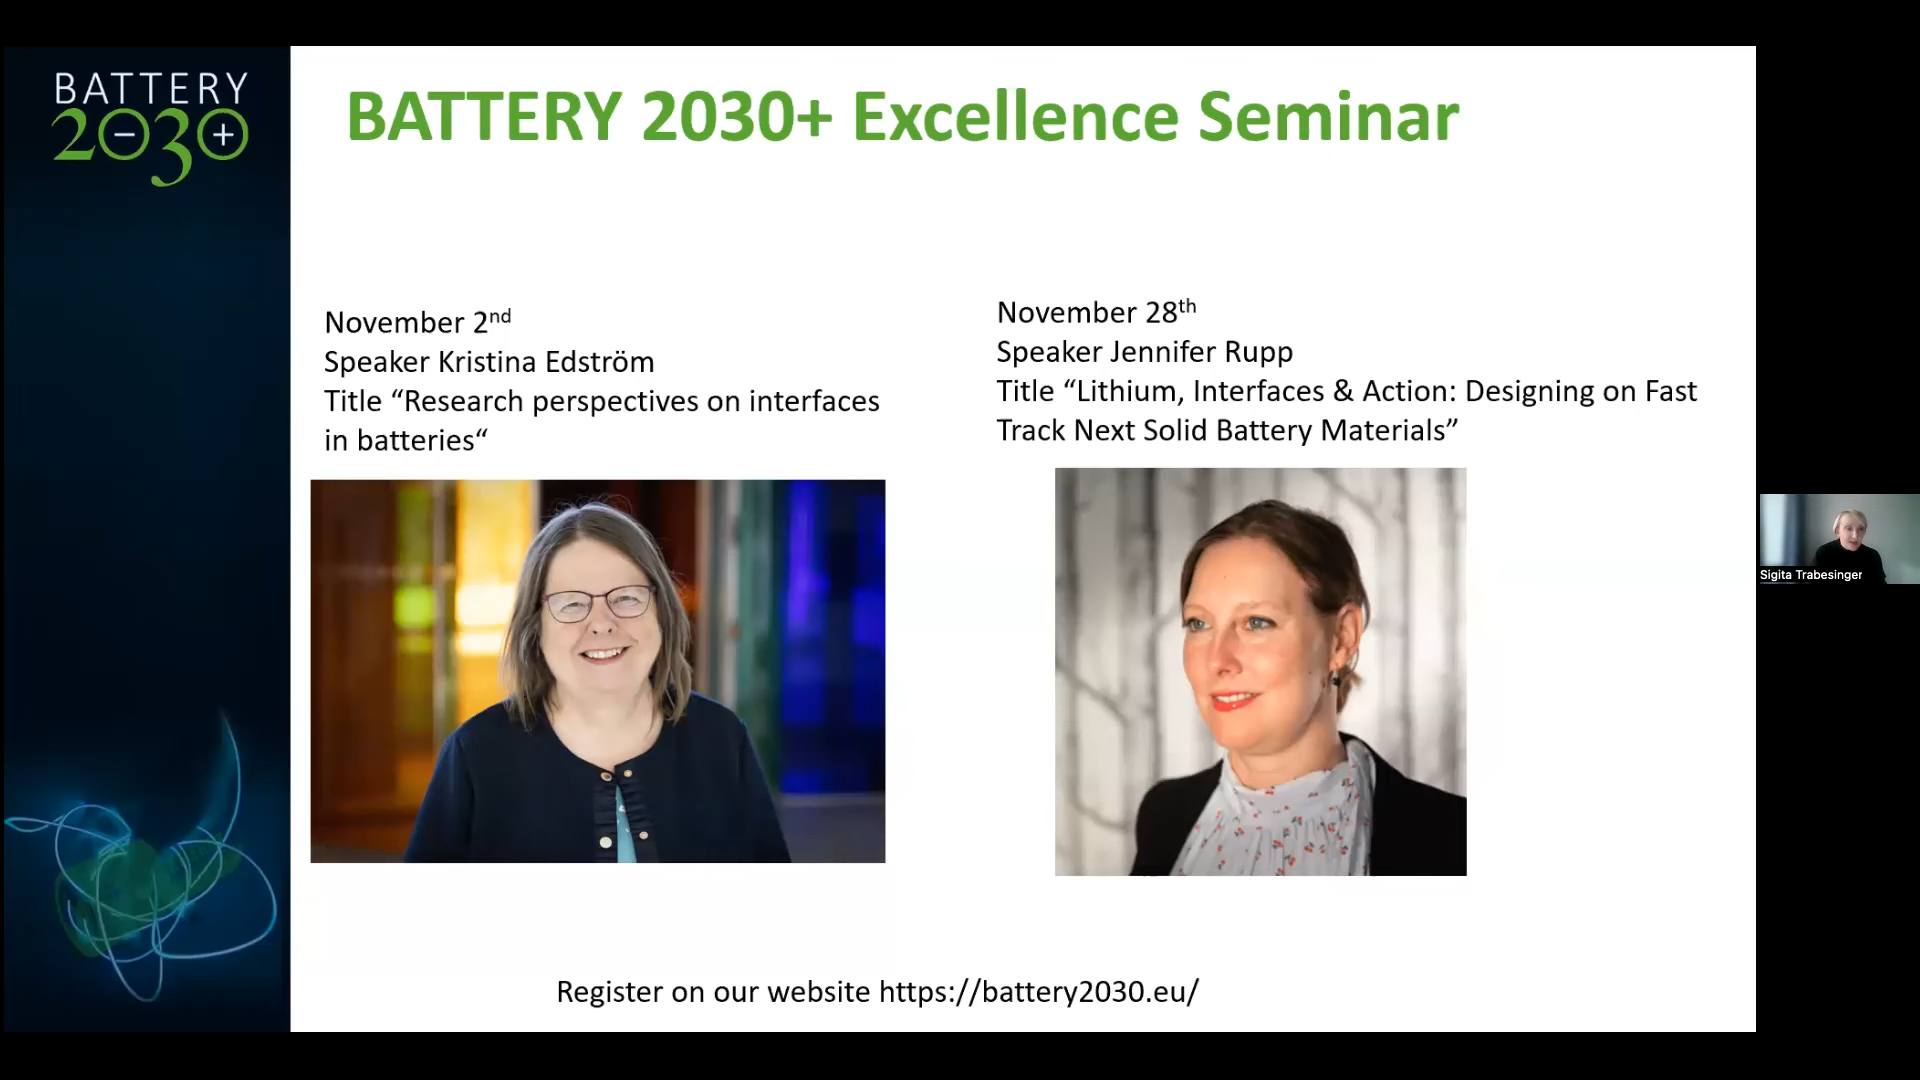 BATTERY
2030+
BATTERY 2030+ Excellence Seminar
November 2nd
Speaker Kristina Edström
Title “Research perspectives on interfaces
in batteries“
November 28th
Speaker Jennifer Rupp
Title “Lithium, Interfaces & Action: Designing on Fast
Track Next Solid Battery Materials”
Sigita Trabesinger
Register on our website https://battery2030.eu/